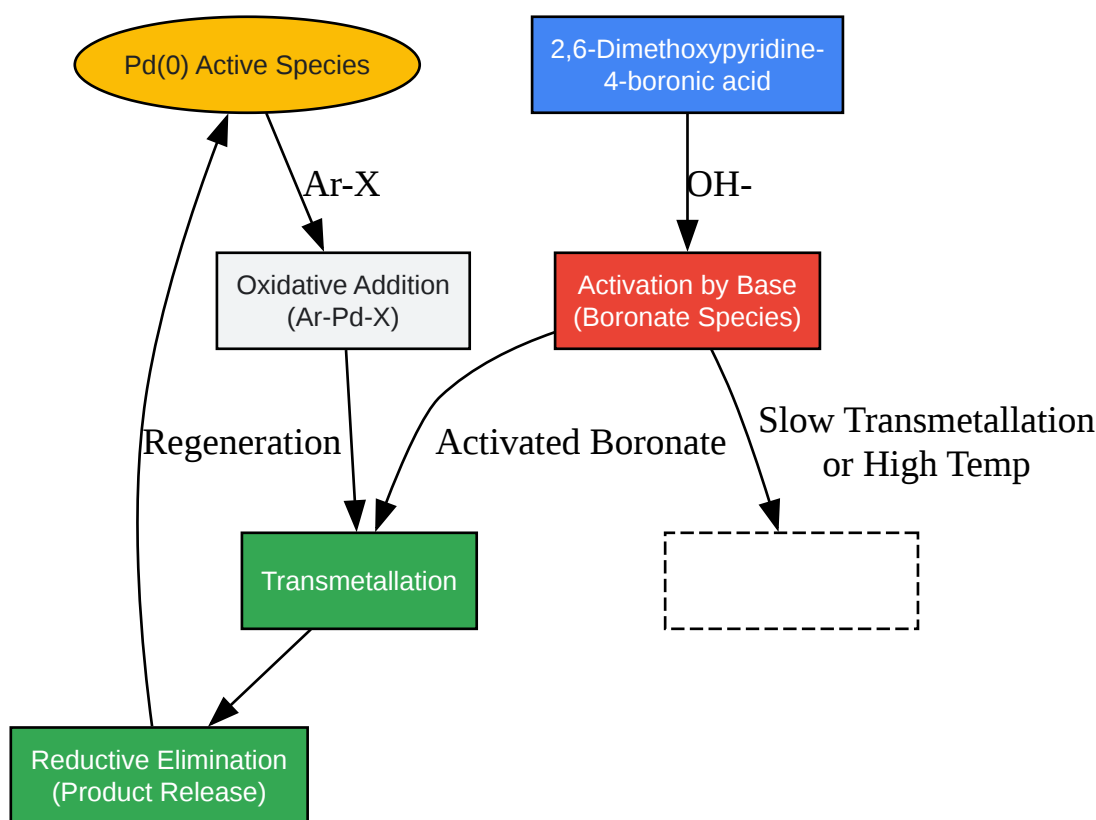 Pd(0) Active Species
2,6-Dimethoxypyridine-
4-boronic acid
Ar-X
OH-
Oxidative Addition
(Ar-Pd-X)
Activation by Base
(Boronate Species)
Regeneration
Activated Boronate
Slow Transmetallation
or High Temp
Transmetallation
Reductive Elimination
(Product Release)